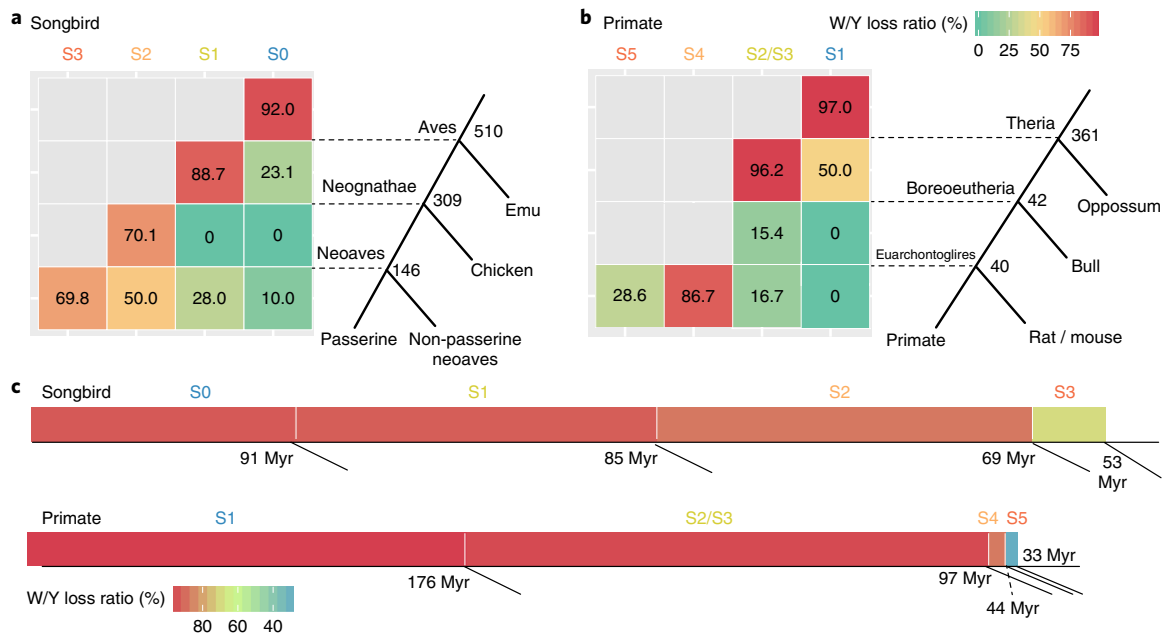 a Songbird
S3 S2 S1 S0
92.0
88.7 23.1
70.1 0 0
69.8 50.0 28.0 10.0
Aves 510
Emu
Neognathae 309
Chicken
Neoaves 146
Passerine Non-passerine
neoaves
b Primate
W/Y loss ratio (%)
0 25 50 75
S5 S4 S2/S3 S1
97.0
96.2 50.0
15.4 0
28.6 86.7 16.7 0
Theria 361
Oppossum
Boreoeutheria 42
Bull
Euarchontoglires 40
Primate Rat / mouse
c Songbird
S0 S1 S2 S3
91 Myr 85 Myr 69 Myr 53
Myr
Primate
S1 S2/S3 S4 S5
176 Myr 97 Myr 33 Myr
44 Myr
W/Y loss ratio (%)
80 60 40